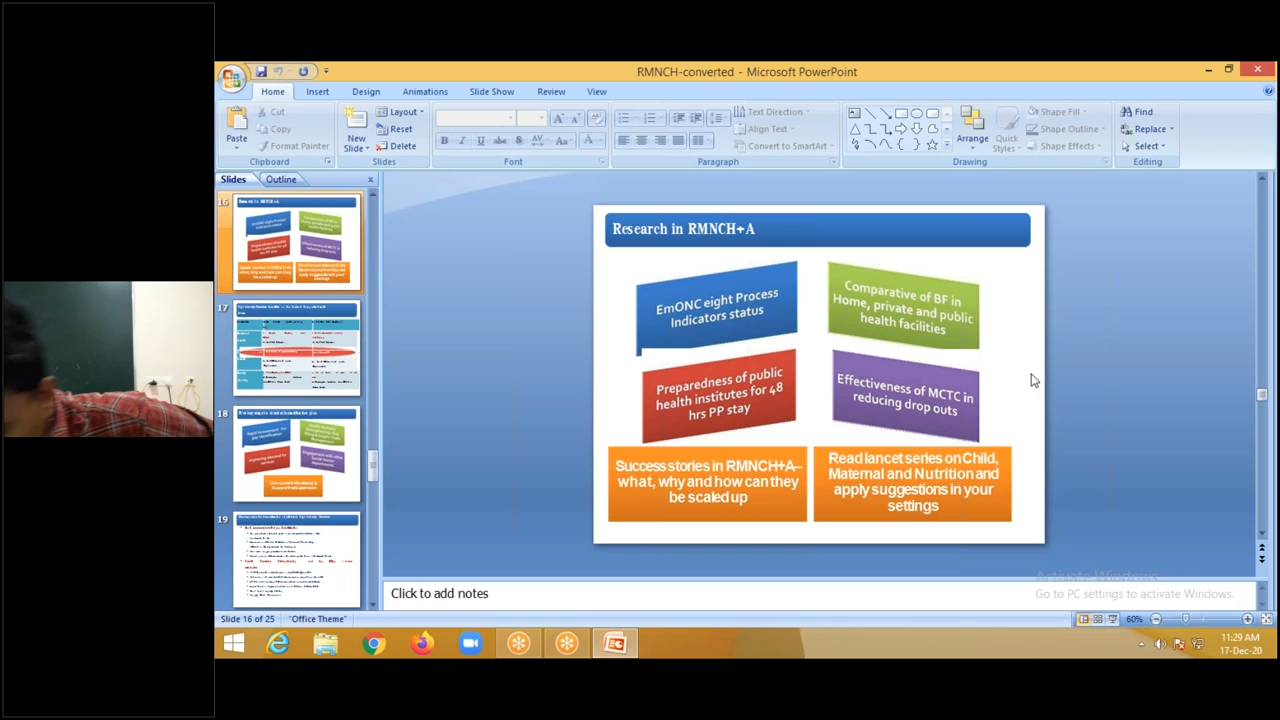 RMNCH-converted - Microsoft PowerPoint
Home
Insert
Design
Animations
Slide Show
Review
View
Paste
Cut
Copy
Format Painter
Clipboard
New
Slide
Layout
Reset
Delete
Slides
Font
Paragraph
Text Direction
Align Text
Convert to SmartArt
Arrange
Quick
Styles
Shape Fill
Shape Outline
Shape Effects
Drawing
Find
Replace
Select
Editing
Slides
Outline
16
17
18
19
Research in RMNCH+A
EmONC eight Process
Indicators status
Comparative of BF in
Home, private and public
health facilities
Preparedness of public
health institutes for 48
hrs PP stay
Effectiveness of MCTC in
reducing drop outs
Success stories in RMNCH+A–
what, why and how can they
be scaled up
Read lancet series on Child,
Maternal and Nutrition and
apply suggestions in your
settings
Activate Windows
Go to PC settings to activate Windows.
Click to add notes
Slide 16 of 25
"Office Theme"
60%
11:29 AM
17-Dec-20